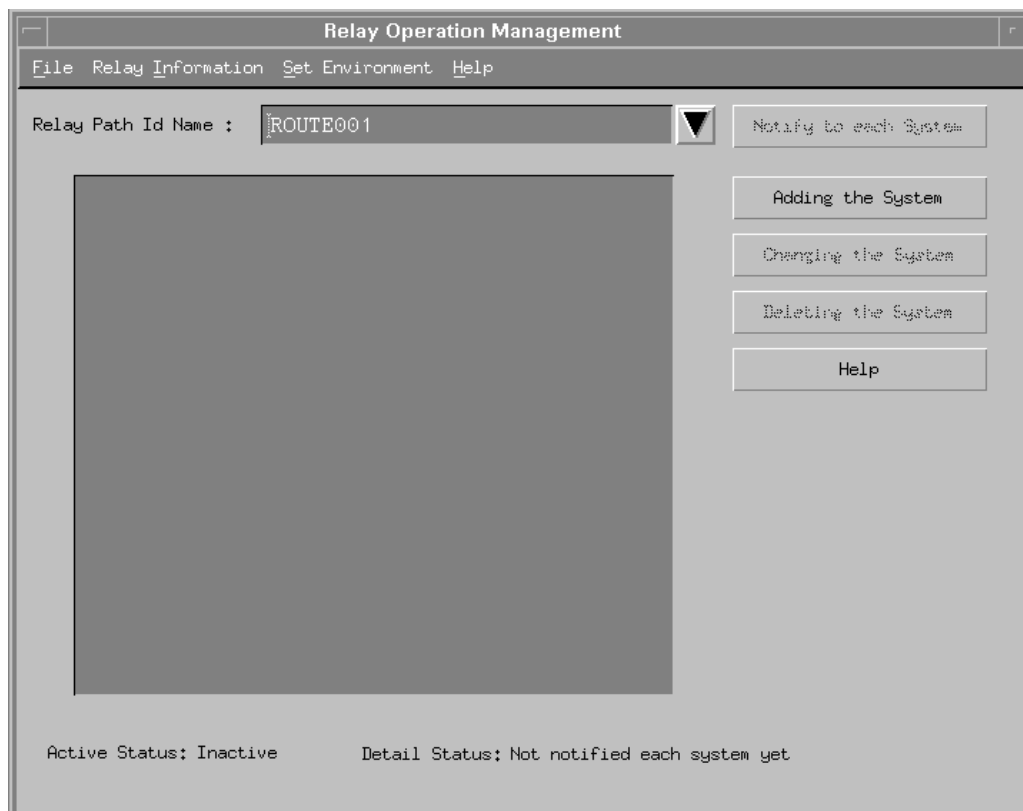 Relay Operation Management
File Relay Information Set Environment Help
Relay Path Id Name : ROUTE001
Notify to each System
Adding the System
Changing the System
Deleting the System
Help
Active Status: Inactive Detail Status: Not notified each system yet